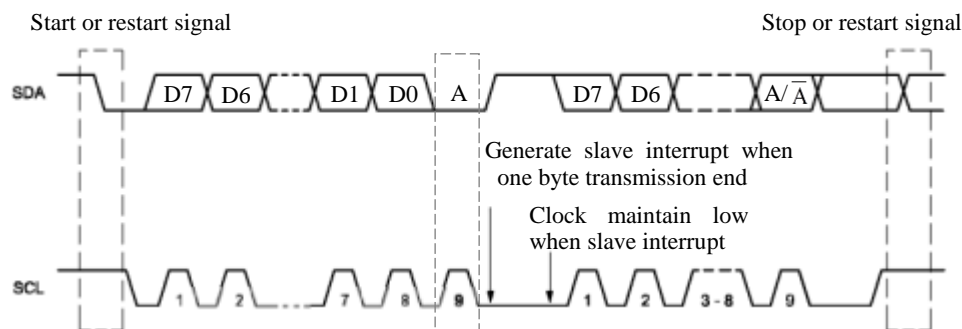 Start or restart signal
Stop or restart signal
SDA D7 D6 D1 D0 A D7 D6 A/A̅
Generate slave interrupt when
one byte transmission end
Clock maintain low
when slave interrupt
SCL 1 2 7 8 9 1 2 3 - 8 9